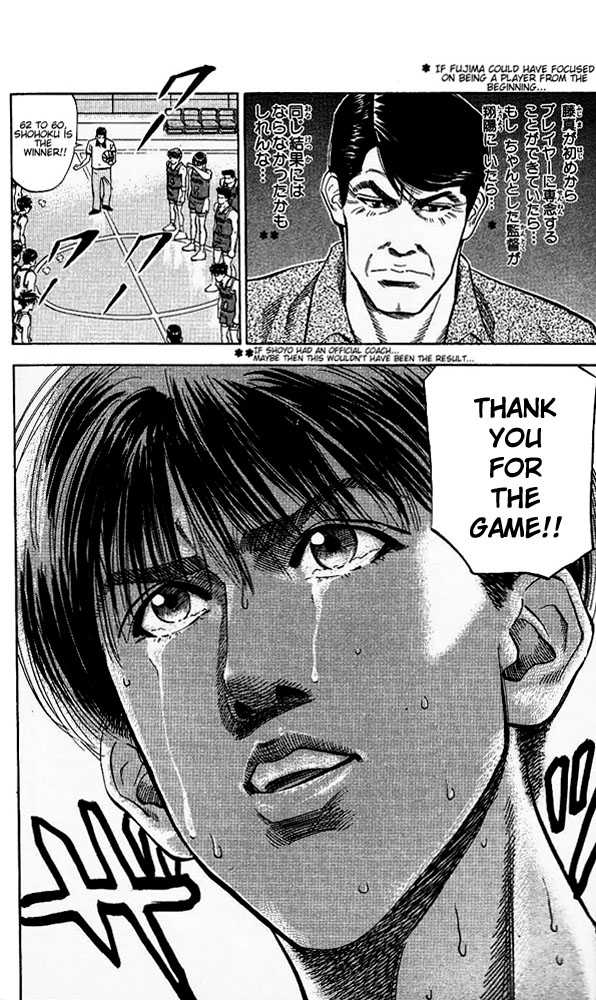 * IF FUJIMA COULD HAVE FOCUSED
ON BEING A PLAYER FROM THE
BEGINNING...
藤真が初めから
プレイヤーに専念する
ことができていたら…
もしちゃんとした監督が
翔陽にいたら…
同じ結果には
ならなかったかも
しれんな…
**
62 TO 60,
SHOHOKU IS
THE
WINNER!!
** IF SHOYO HAD AN OFFICIAL COACH...
MAYBE THEN THIS WOULDN'T HAVE BEEN THE RESULT...
THANK
YOU
FOR
THE
GAME!!